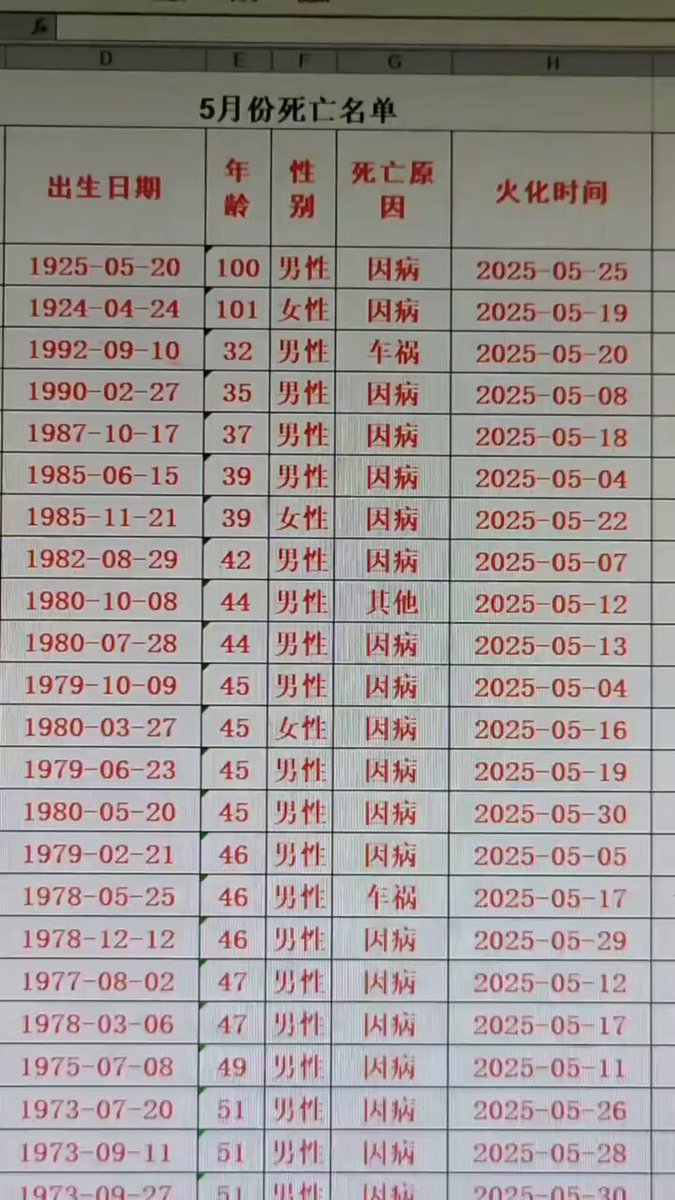 D E F G H
5月份死亡名单
出生日期 年龄 性别 死亡原因 火化时间
1925-05-20 100 男性 因病 2025-05-25
1924-04-24 101 女性 因病 2025-05-19
1992-09-10 32 男性 车祸 2025-05-20
1990-02-27 35 男性 因病 2025-05-08
1987-10-17 37 男性 因病 2025-05-18
1985-06-15 39 男性 因病 2025-05-04
1985-11-21 39 女性 因病 2025-05-22
1982-08-29 42 男性 因病 2025-05-07
1980-10-08 44 男性 其他 2025-05-12
1980-07-28 44 男性 因病 2025-05-13
1979-10-09 45 男性 因病 2025-05-04
1980-03-27 45 女性 因病 2025-05-16
1979-06-23 45 男性 因病 2025-05-19
1980-05-20 45 男性 因病 2025-05-30
1979-02-21 46 男性 因病 2025-05-05
1978-05-25 46 男性 车祸 2025-05-17
1978-12-12 46 男性 因病 2025-05-29
1977-08-02 47 男性 因病 2025-05-12
1978-03-06 47 男性 因病 2025-05-17
1975-07-08 49 男性 因病 2025-05-11
1973-07-20 51 男性 因病 2025-05-26
1973-09-11 51 男性 因病 2025-05-28
1973-09-27 51 男性 因病 2025-05-30